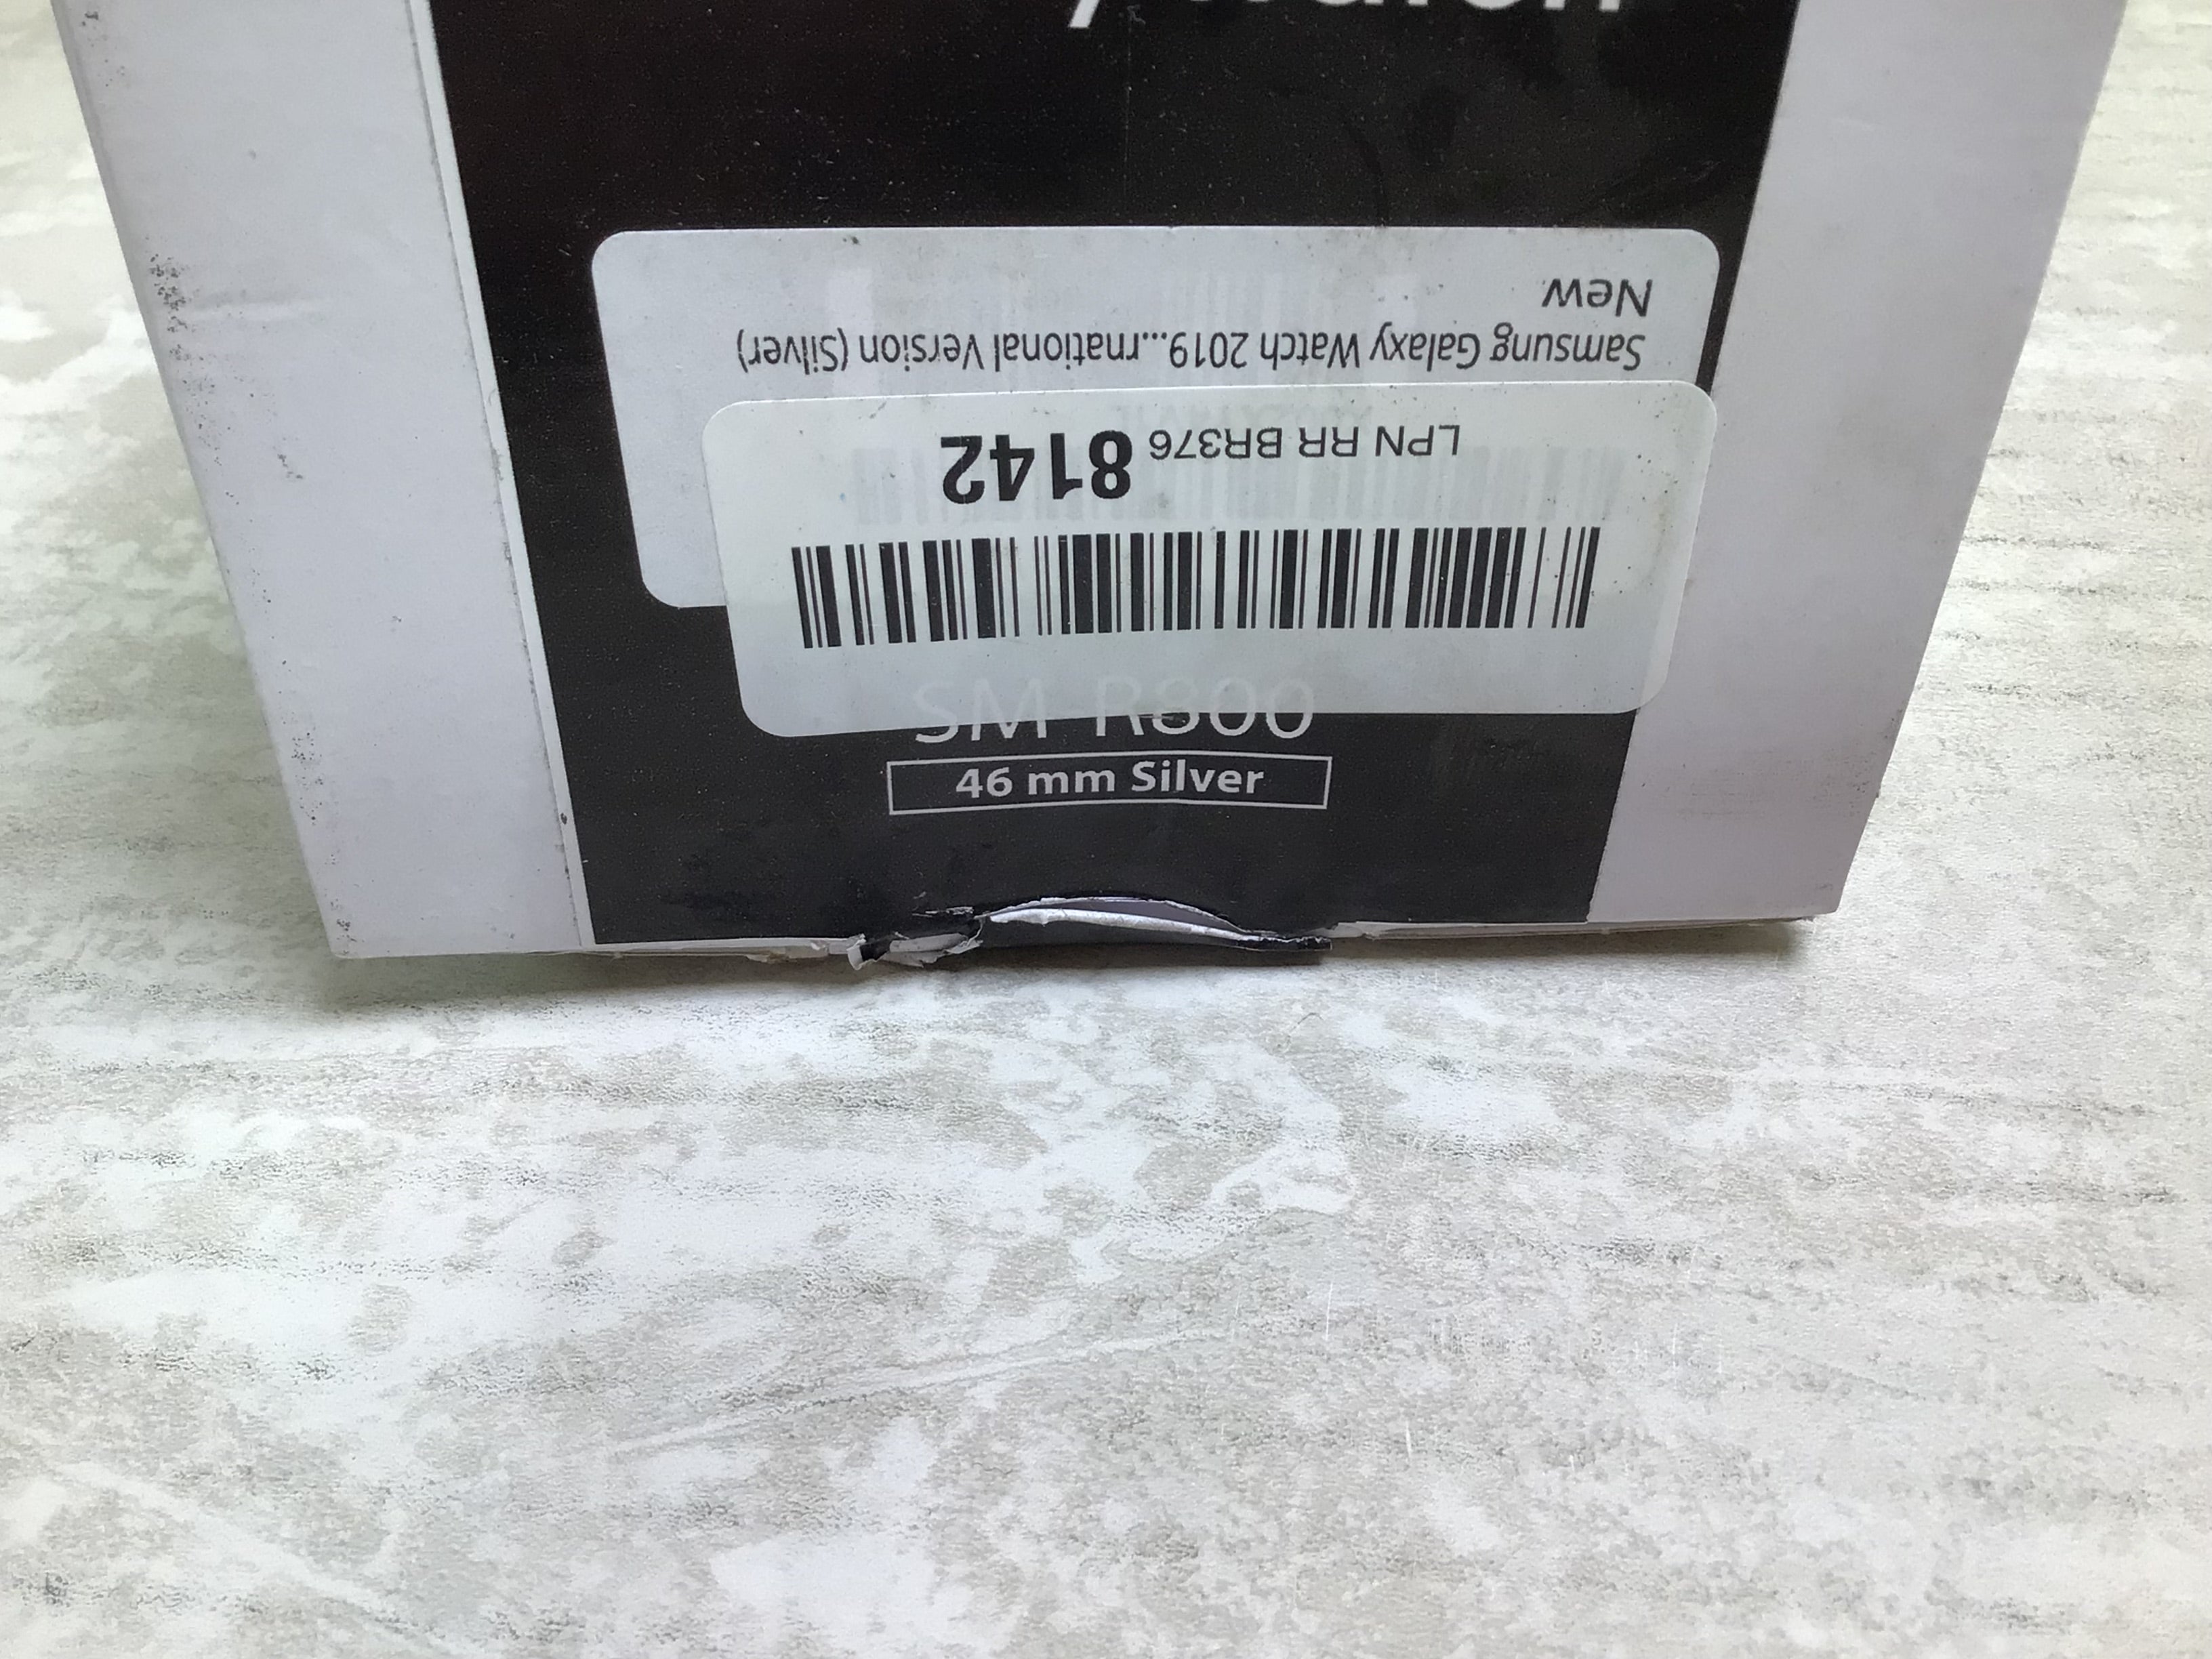 New
Samsung Galaxy Watch 2019...rnational Version (Silver)
LPN RR BR376 8142
SM-R800
46 mm Silver